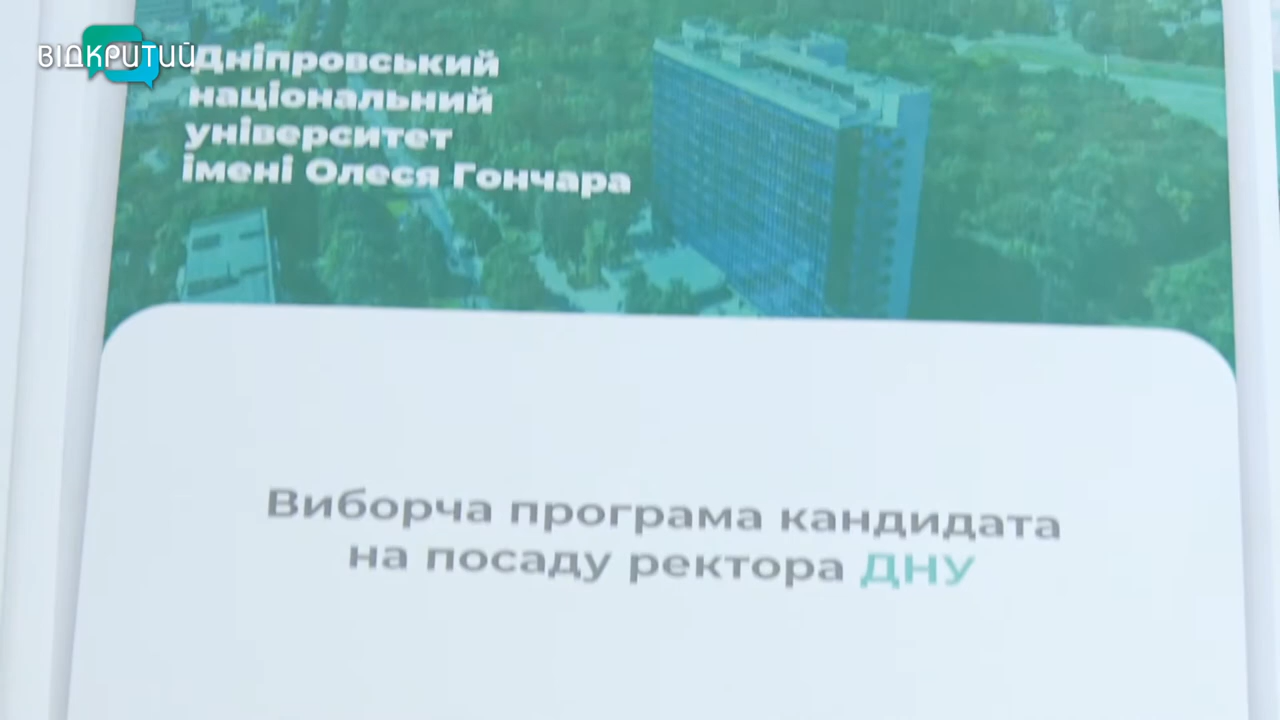 ВІДКРИТИЙ
Дніпровський
національний
університет
імені Олеся Гончара
Виборча програма кандидата
на посаду ректора ДНУ